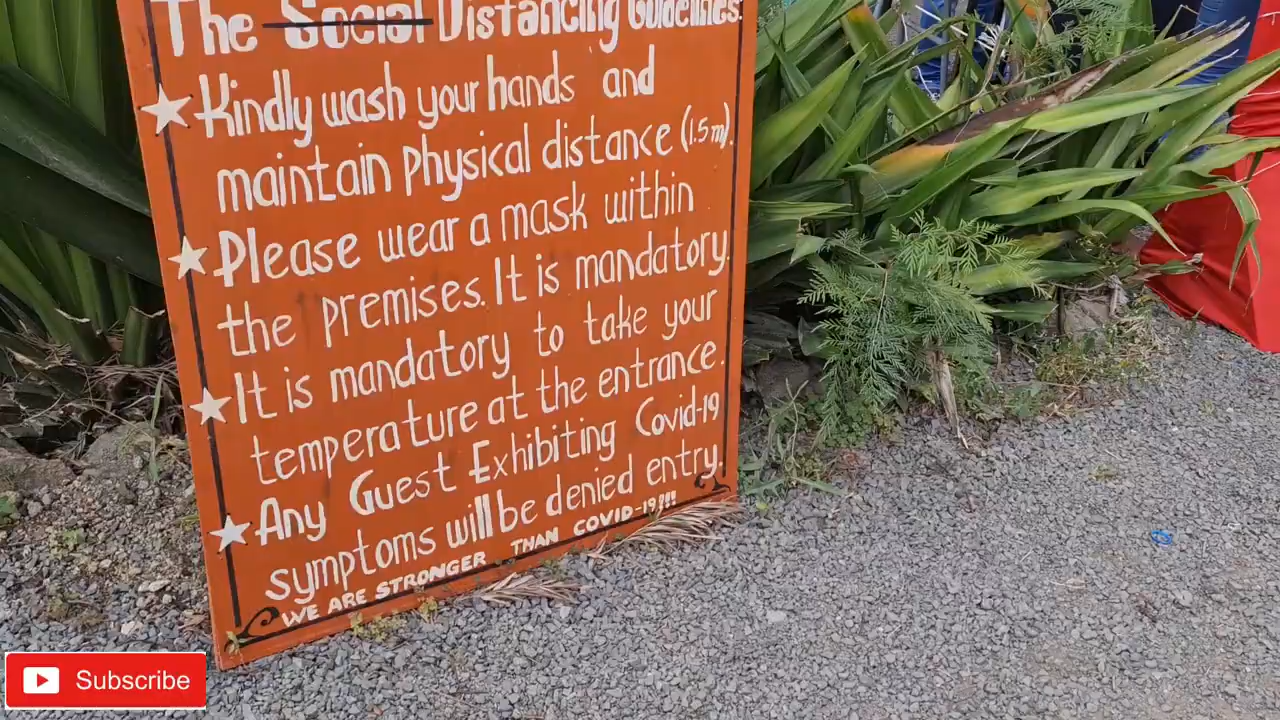 The Social Distancing Guidelines:
Kindly wash your hands and
maintain physical distance (1.5m).
Please wear a mask within
the premises. It is mandatory.
It is mandatory to take your
temperature at the entrance.
Any Guest Exhibiting Covid-19
symptoms will be denied entry.
WE ARE STRONGER THAN COVID-19!!!
Subscribe